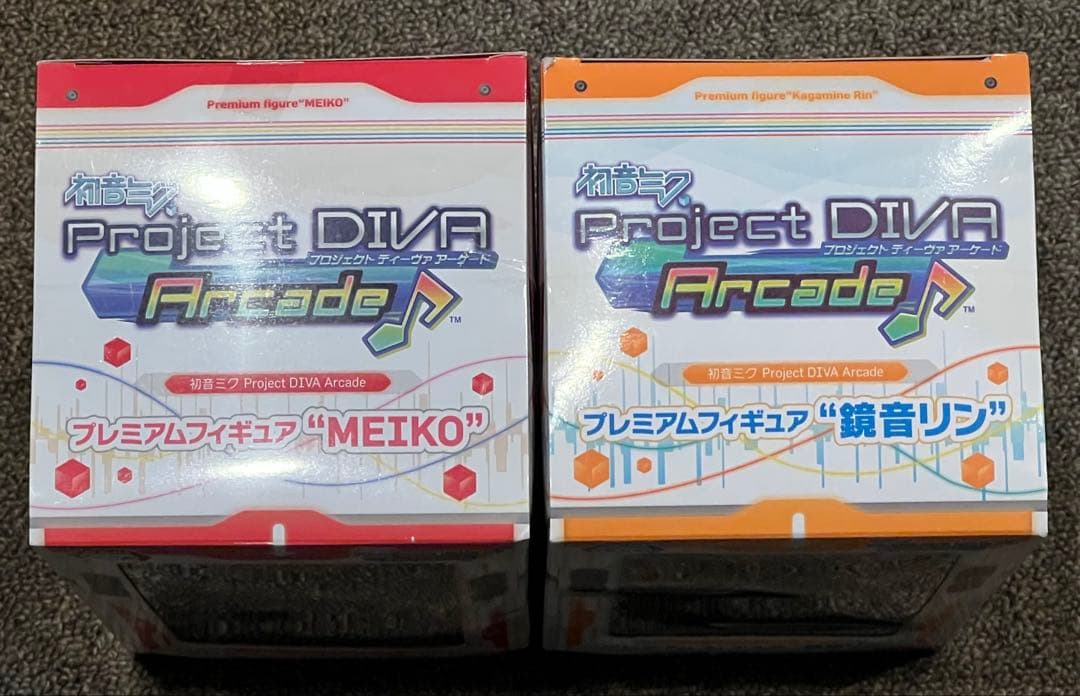 Premium figure“MEIKO”
初音ミク
Project DIVA
プロジェクト ディーヴァ アーケード
Arcade
TM
初音ミク Project DIVA Arcade
プレミアムフィギュア “MEIKO”
Premium figure“Kagamine Rin”
初音ミク
Project DIVA
プロジェクト ディーヴァ アーケード
Arcade
TM
初音ミク Project DIVA Arcade
プレミアムフィギュア “鏡音リン”